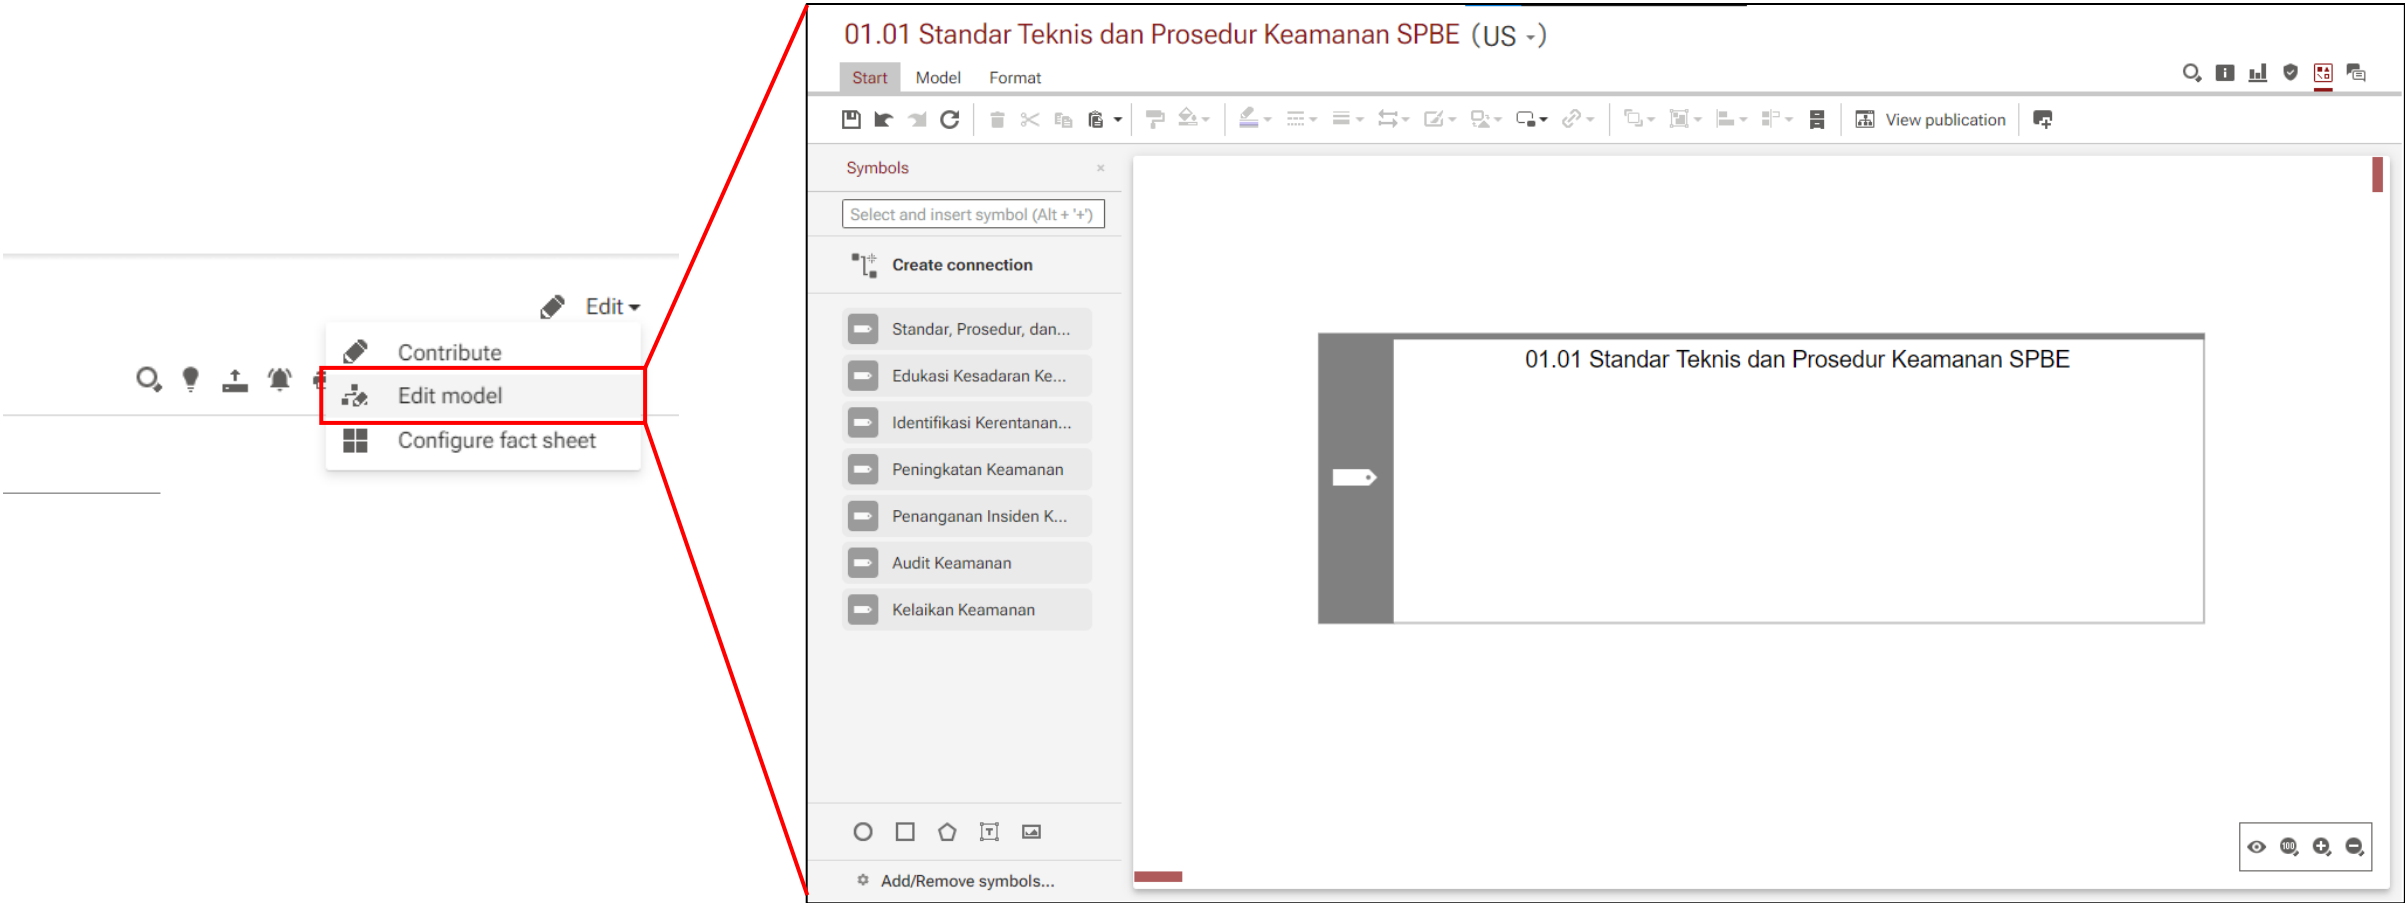 Edit
Contribute
Edit model
Configure fact sheet
01.01 Standar Teknis dan Prosedur Keamanan SPBE (US -)
Start Model Format
View publication
Symbols ×
Select and insert symbol (Alt + '+')
Create connection
Standar, Prosedur, dan...
Edukasi Kesadaran Ke...
Identifikasi Kerentanan...
Peningkatan Keamanan
Penanganan Insiden K...
Audit Keamanan
Kelaikan Keamanan
T
Add/Remove symbols...
01.01 Standar Teknis dan Prosedur Keamanan SPBE
100